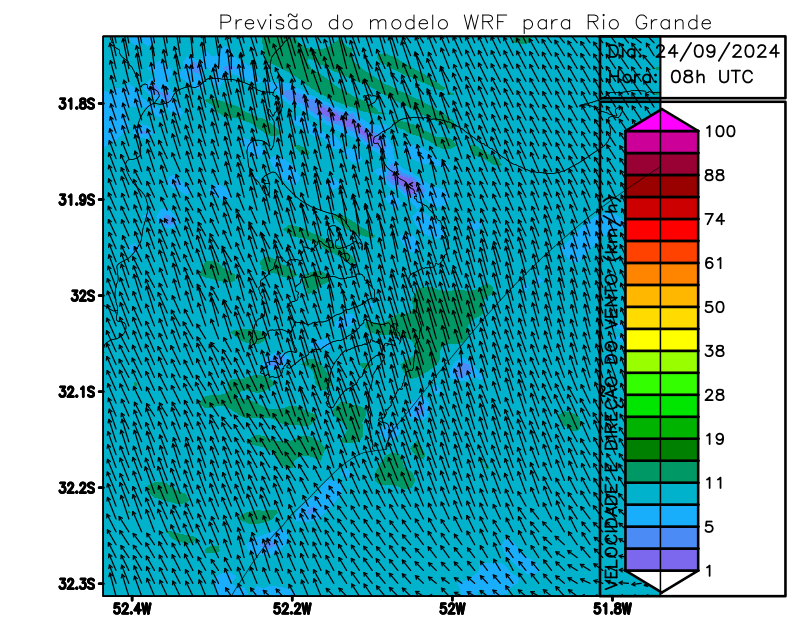 Previsão do modelo WRF para Rio Grande
Dia: 24/09/2024
Hora: 08h UTC
31.8S
31.9S
32S
32.1S
32.2S
32.3S
52.4W
52.2W
52W
51.8W
VELOCIDADE E DIREÇÃO DO VENTO (km/h)
100
88
74
61
50
38
28
19
11
5
1